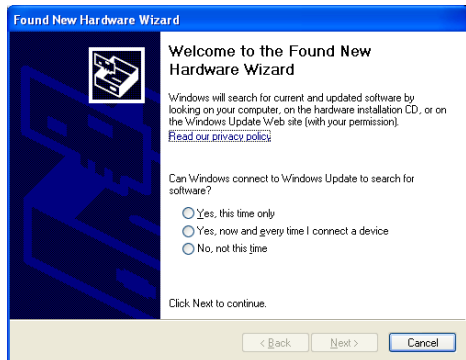 Found New Hardware Wizard
Welcome to the Found New
Hardware Wizard
Windows will search for current and updated software by
looking on your computer, on the hardware installation CD, or on
the Windows Update Web site (with your permission).
Read our privacy policy
Can Windows connect to Windows Update to search for
software?
Yes, this time only
Yes, now and every time I connect a device
No, not this time
Click Next to continue.
< Back
Next >
Cancel